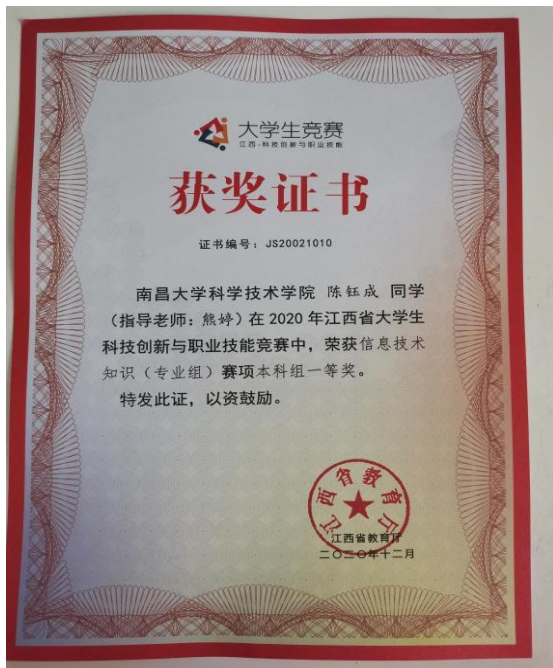 大学生竞赛
江西·科技创新与职业技能
获奖证书
证书编号：JS20021010
南昌大学科学技术学院 陈钰成 同学
（指导老师：熊婷）在2020年江西省大学生
科技创新与职业技能竞赛中，荣获信息技术
知识（专业组）赛项本科组一等奖。
特发此证，以资鼓励。
江西省教育厅
江西省教育厅
二〇二〇年十二月